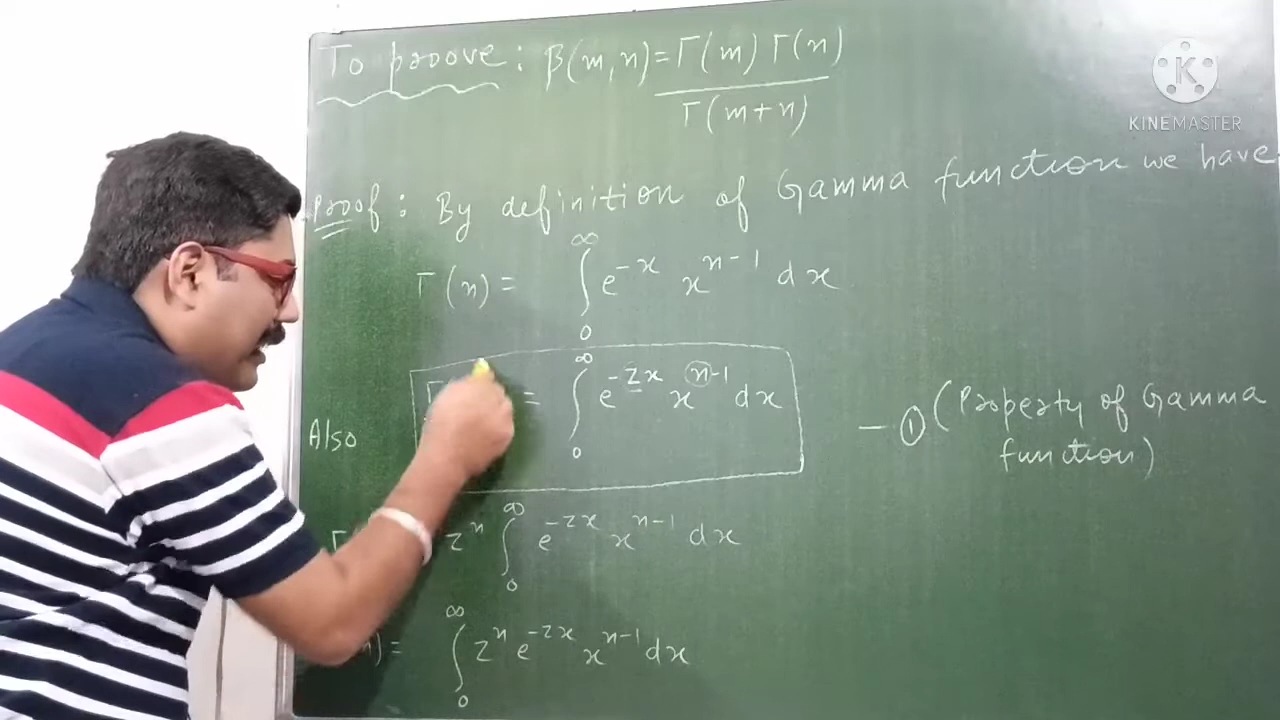 To proove: β(m, n) = Γ(m) Γ(n)
Γ(m+n)
Proof: By definition of Gamma function we have
Γ(n) = ∫₀^∞ e^{-x} x^{n-1} dx
Also = ∫₀^∞ e^{-zx} x^{n-1} dx — ① (Property of Gamma
function)
z^n ∫₀^∞ e^{-zx} x^{n-1} dx
= ∫₀^∞ z^n e^{-zx} x^{n-1} dx
K
KINEMASTER